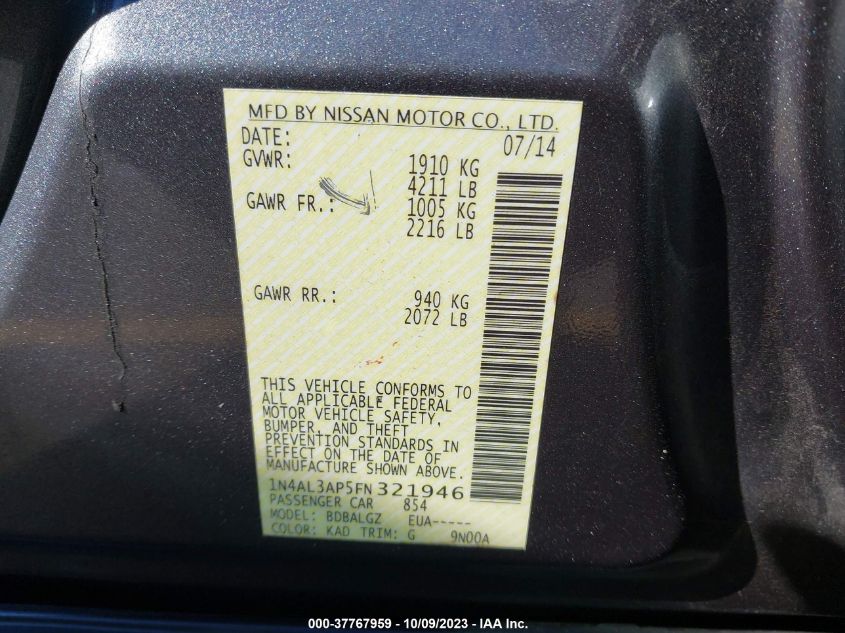 MFD BY NISSAN MOTOR CO., LTD.
DATE: 07/14
GVWR: 1910 KG
4211 LB
GAWR FR.: 1005 KG
2216 LB
GAWR RR.: 940 KG
2072 LB
THIS VEHICLE CONFORMS TO
ALL APPLICABLE FEDERAL
MOTOR VEHICLE SAFETY,
BUMPER, AND THEFT
PREVENTION STANDARDS IN
EFFECT ON THE DATE OF
MANUFACTURE SHOWN ABOVE.
1N4AL3AP5FN321946
PASSENGER CAR 854
MODEL: BDBALGZ EUA-----
COLOR: KAD TRIM: G 9N00A
000-37767959 - 10/09/2023 - IAA Inc.